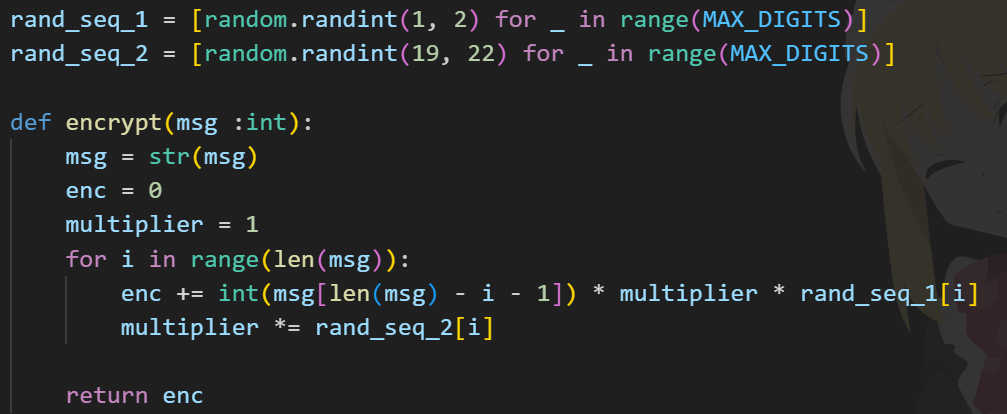 rand_seq_1 = [random.randint(1, 2) for _ in range(MAX_DIGITS)]
rand_seq_2 = [random.randint(19, 22) for _ in range(MAX_DIGITS)]

def encrypt(msg :int):
    msg = str(msg)
    enc = 0
    multiplier = 1
    for i in range(len(msg)):
        enc += int(msg[len(msg) - i - 1]) * multiplier * rand_seq_1[i]
        multiplier *= rand_seq_2[i]

    return enc